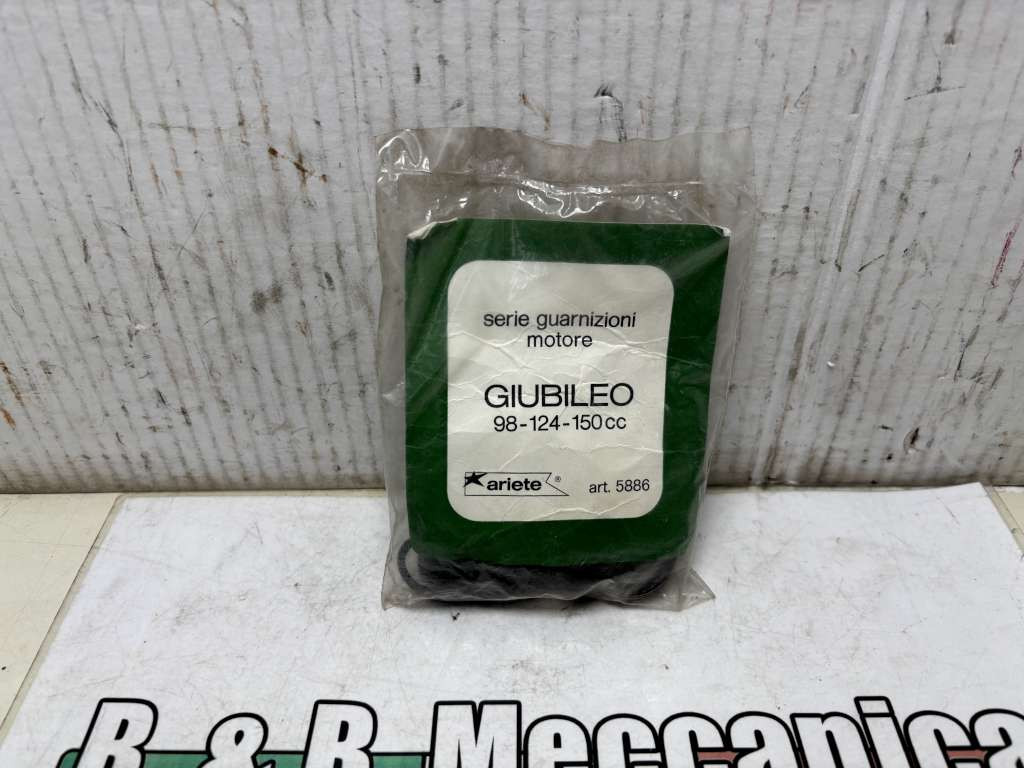 serie guarnizioni
motore
GIUBILEO
98-124-150cc
ariete ®
art. 5886
B & B Meccanica